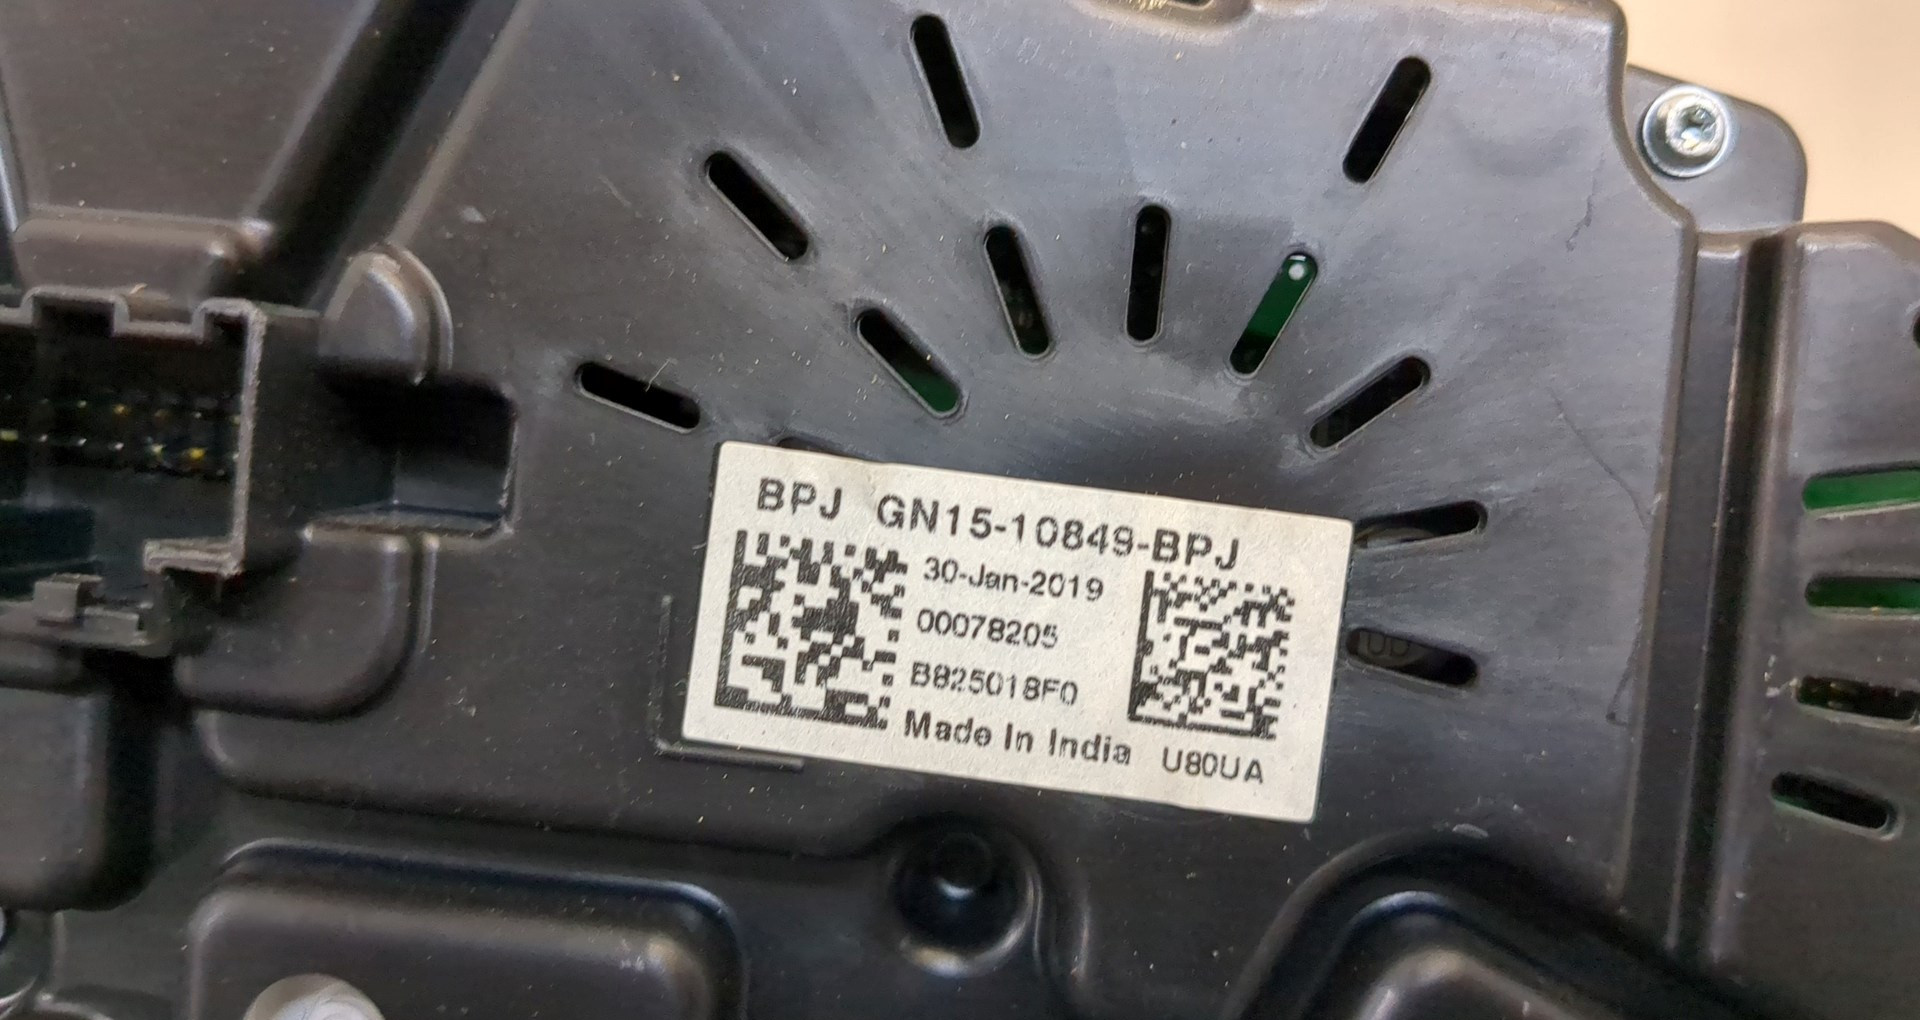 BPJ GN15-10849-BPJ
30-Jan-2019
00078205
B825018F0
Made In India U80UA